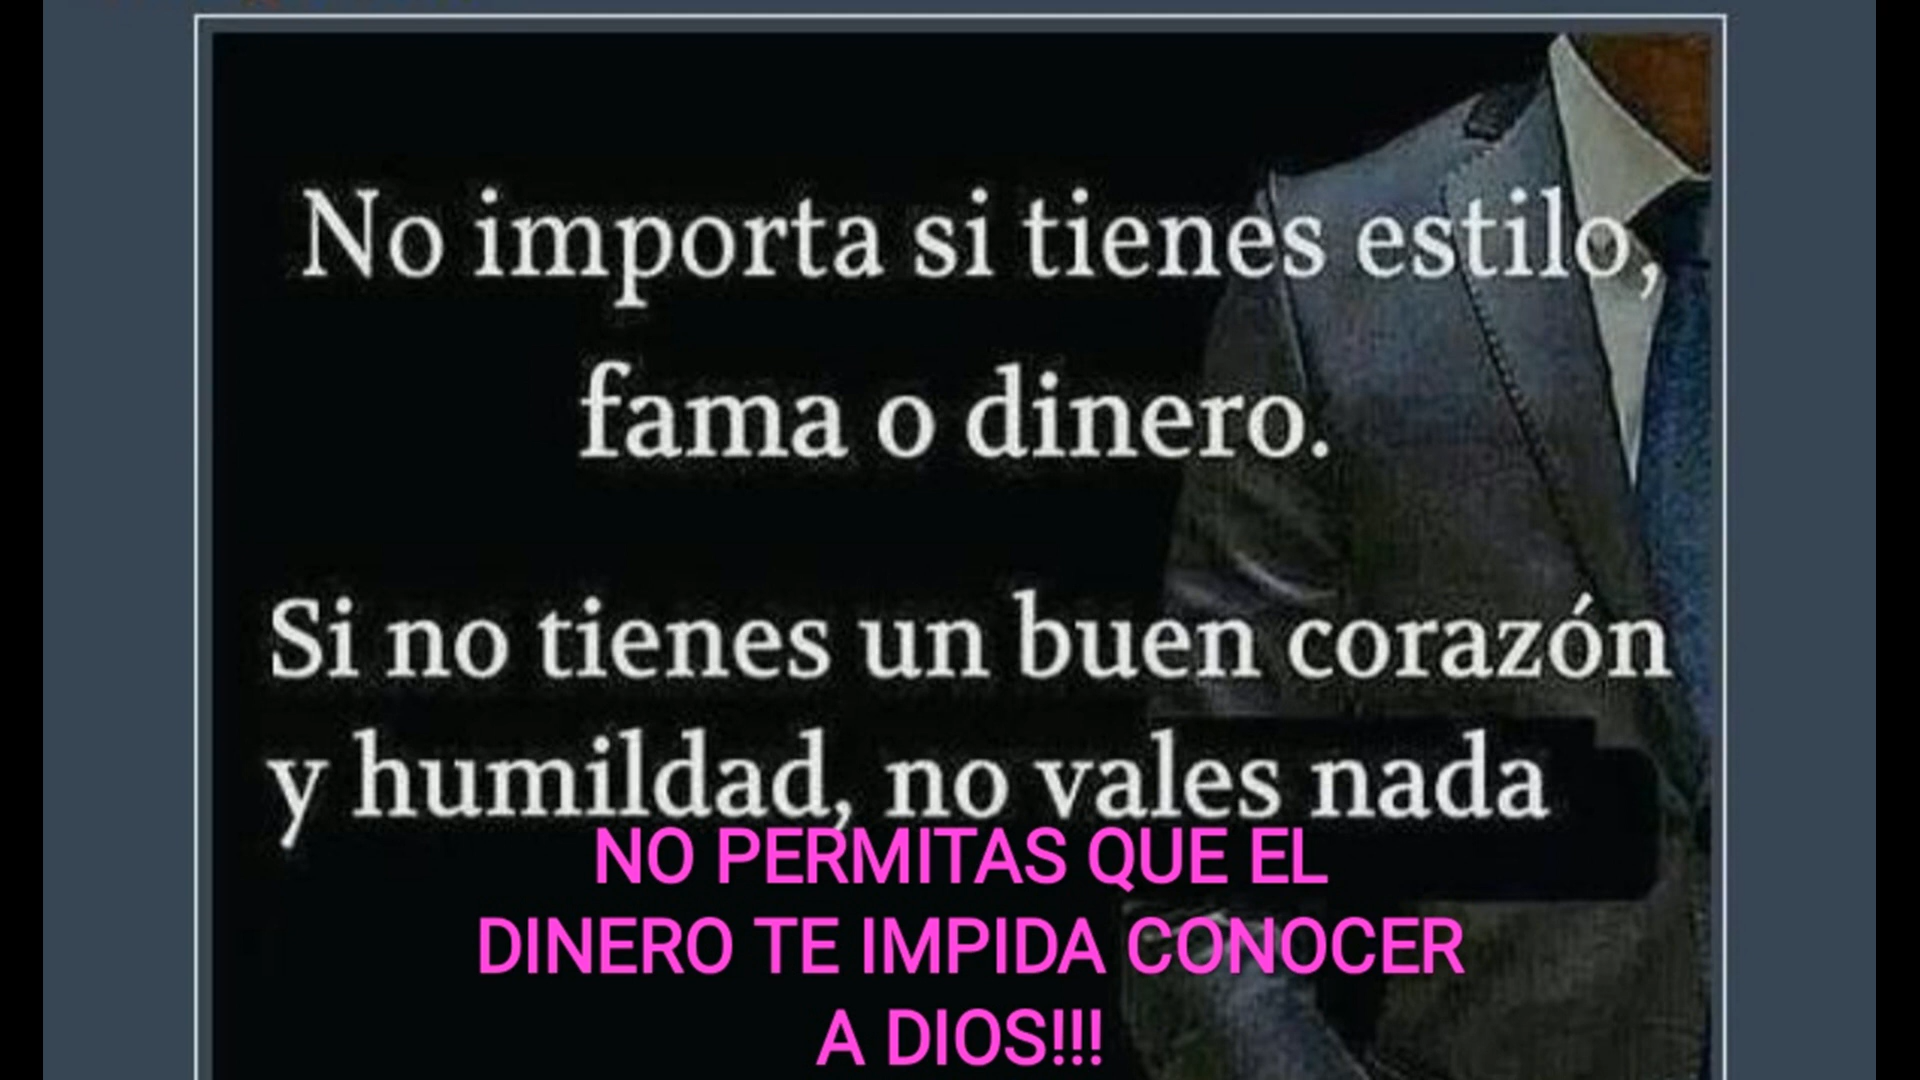 No importa si tienes estilo,
fama o dinero.
Si no tienes un buen corazón
y humildad, no vales nada
NO PERMITAS QUE EL
DINERO TE IMPIDA CONOCER
A DIOS!!!